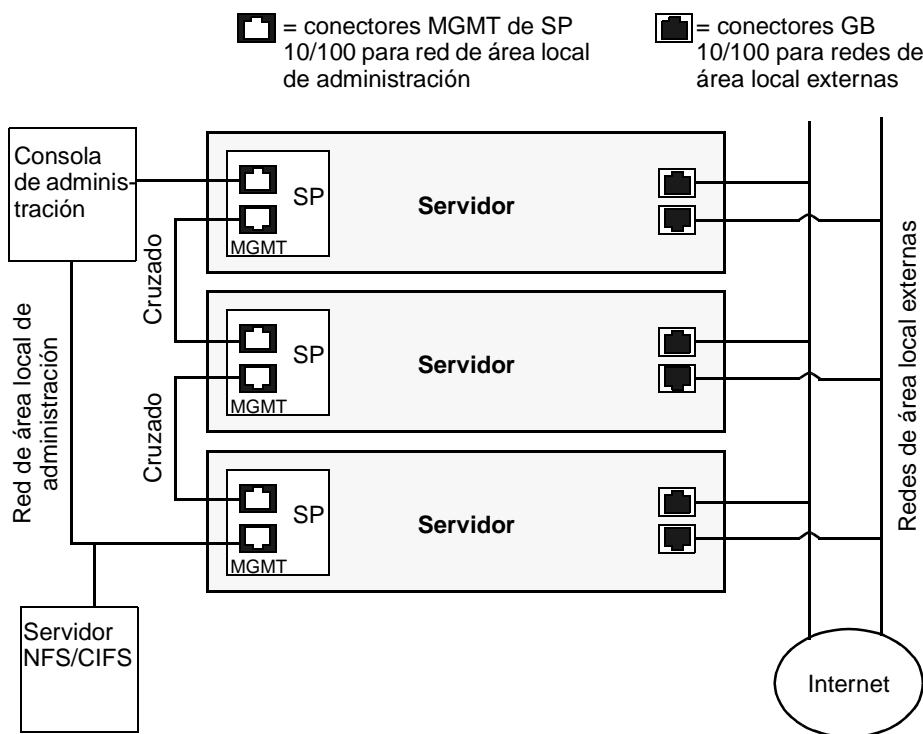 = conectores MGMT de SP
10/100 para red de área local
de administración
= conectores GB
10/100 para redes de
área local externas
Consola
de adminis-
tración
SP
MGMT
Servidor
Cruzado
SP
MGMT
Servidor
Cruzado
SP
MGMT
Servidor
Red de área local de
administración
Redes de área local externas
Servidor
NFS/CIFS
Internet